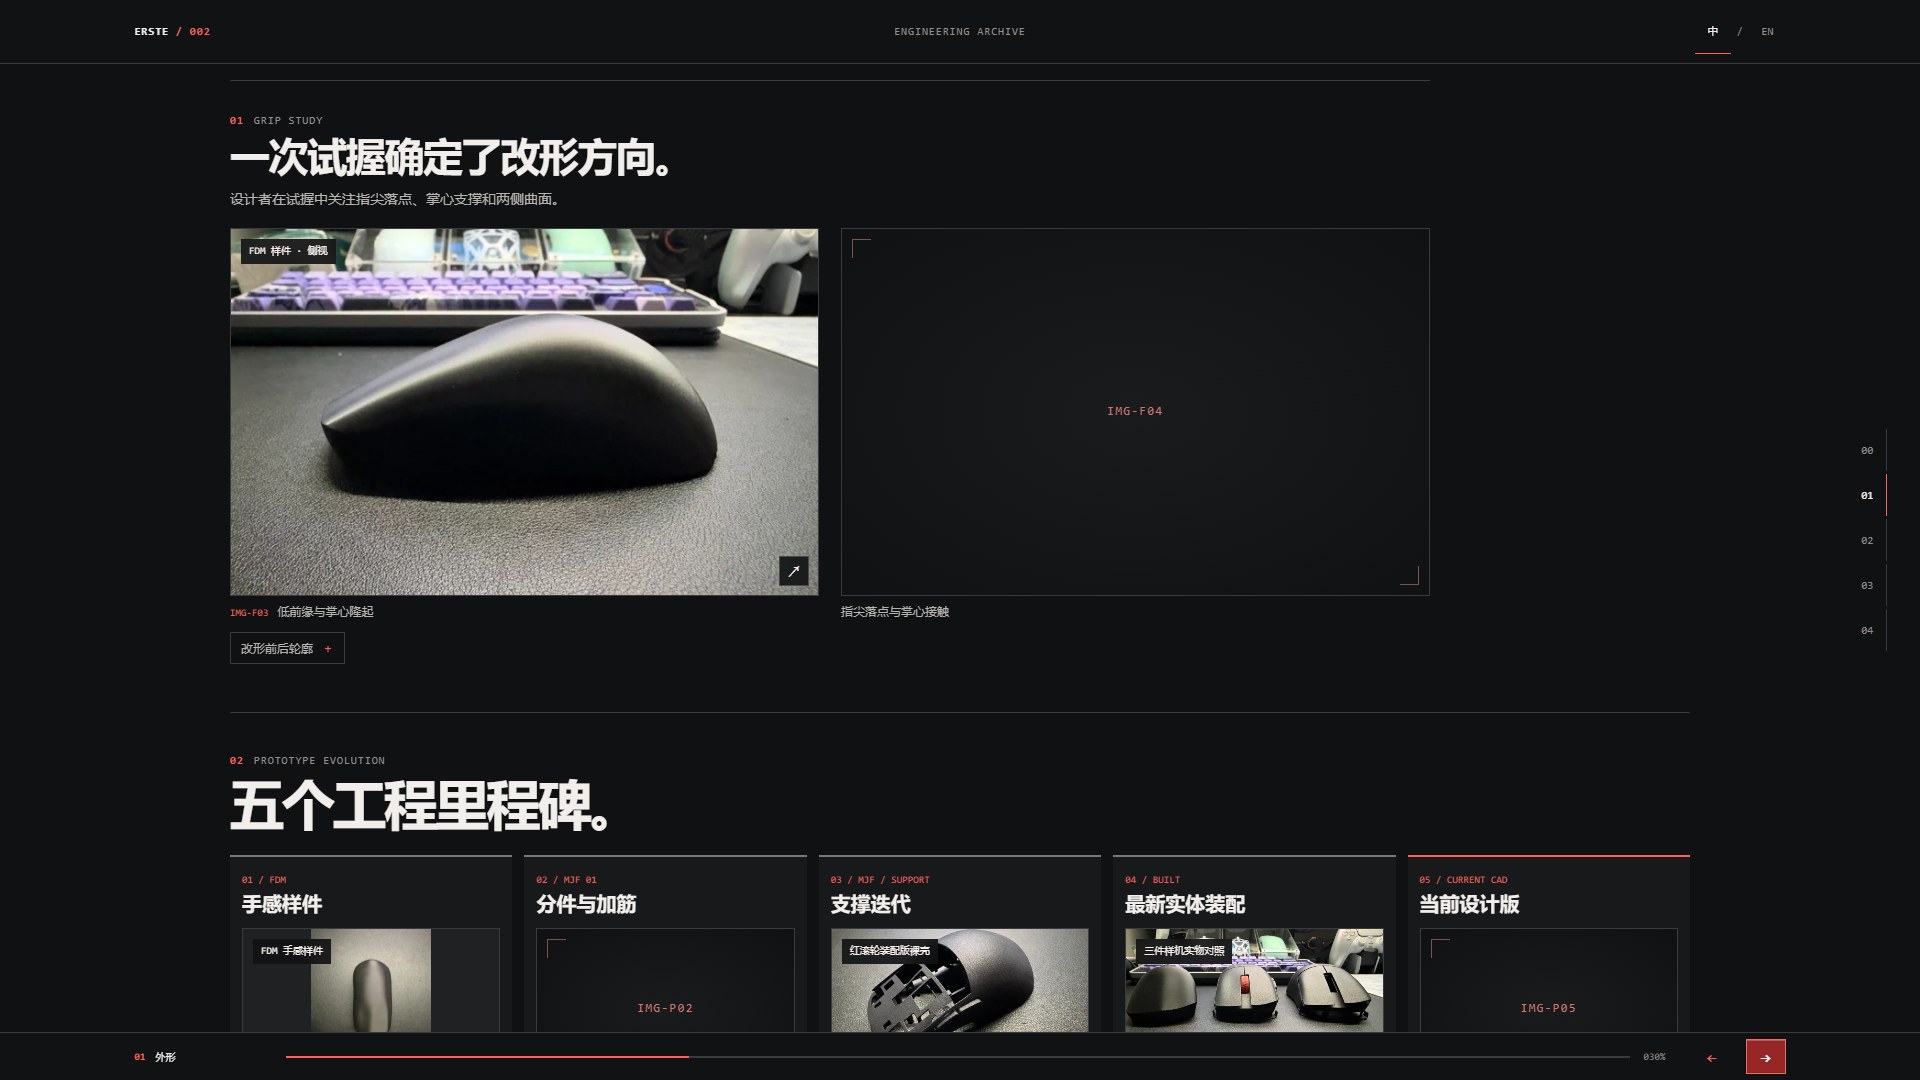 ERSTE / 002
ENGINEERING ARCHIVE
中 / EN
01 GRIP STUDY
一次试握确定了改形方向。
设计者在试握中关注指尖落点、掌心支撑和两侧曲面。
FDM 样件 · 侧视
IMG-F04
IMG-F03 低前缘与掌心隆起
指尖落点与掌心接触
改形前后轮廓 +
00
01
02
03
04
02 PROTOTYPE EVOLUTION
五个工程里程碑。
01 / FDM
手感样件
FDM 手感样件
02 / MJF 01
分件与加筋
IMG-P02
03 / MJF / SUPPORT
支撑迭代
红滚轮装配版裸壳
04 / BUILT
最新实体装配
三件样机实物对照
05 / CURRENT CAD
当前设计版
IMG-P05
01 外形
030%
← →